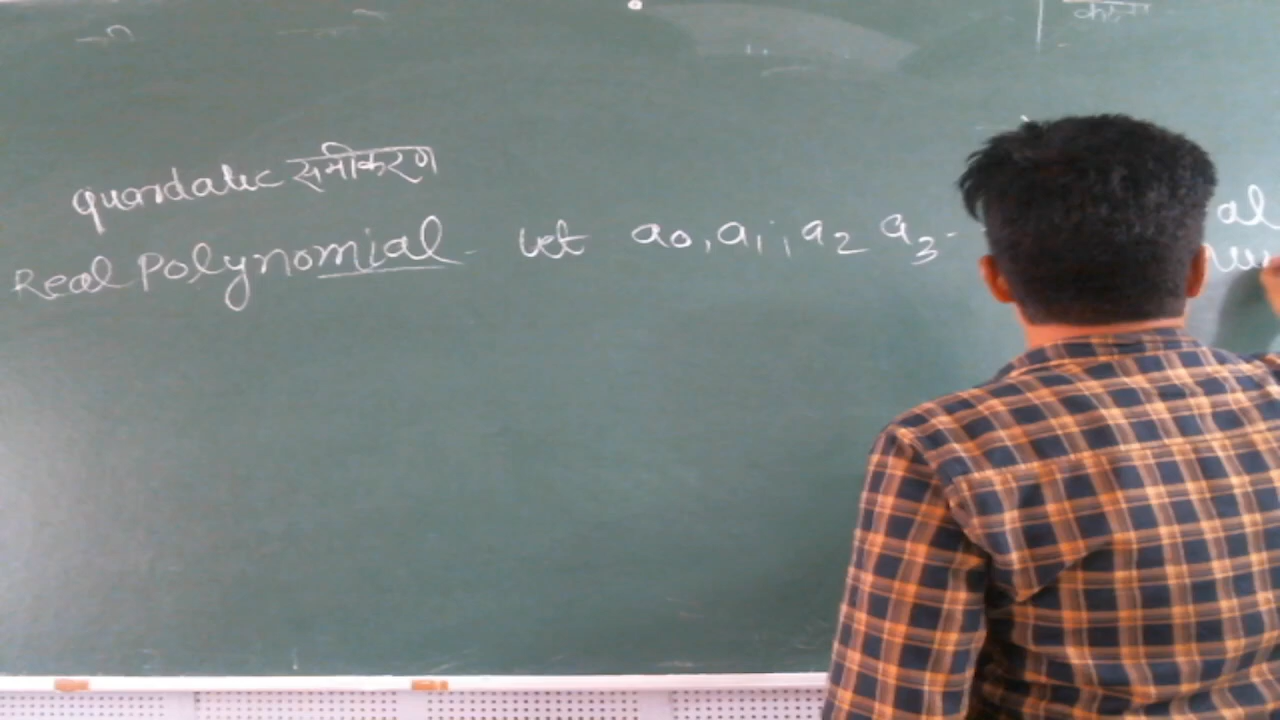 quardatic समीकरण
Real Polynomial - let a0, a1, a2 a3 -